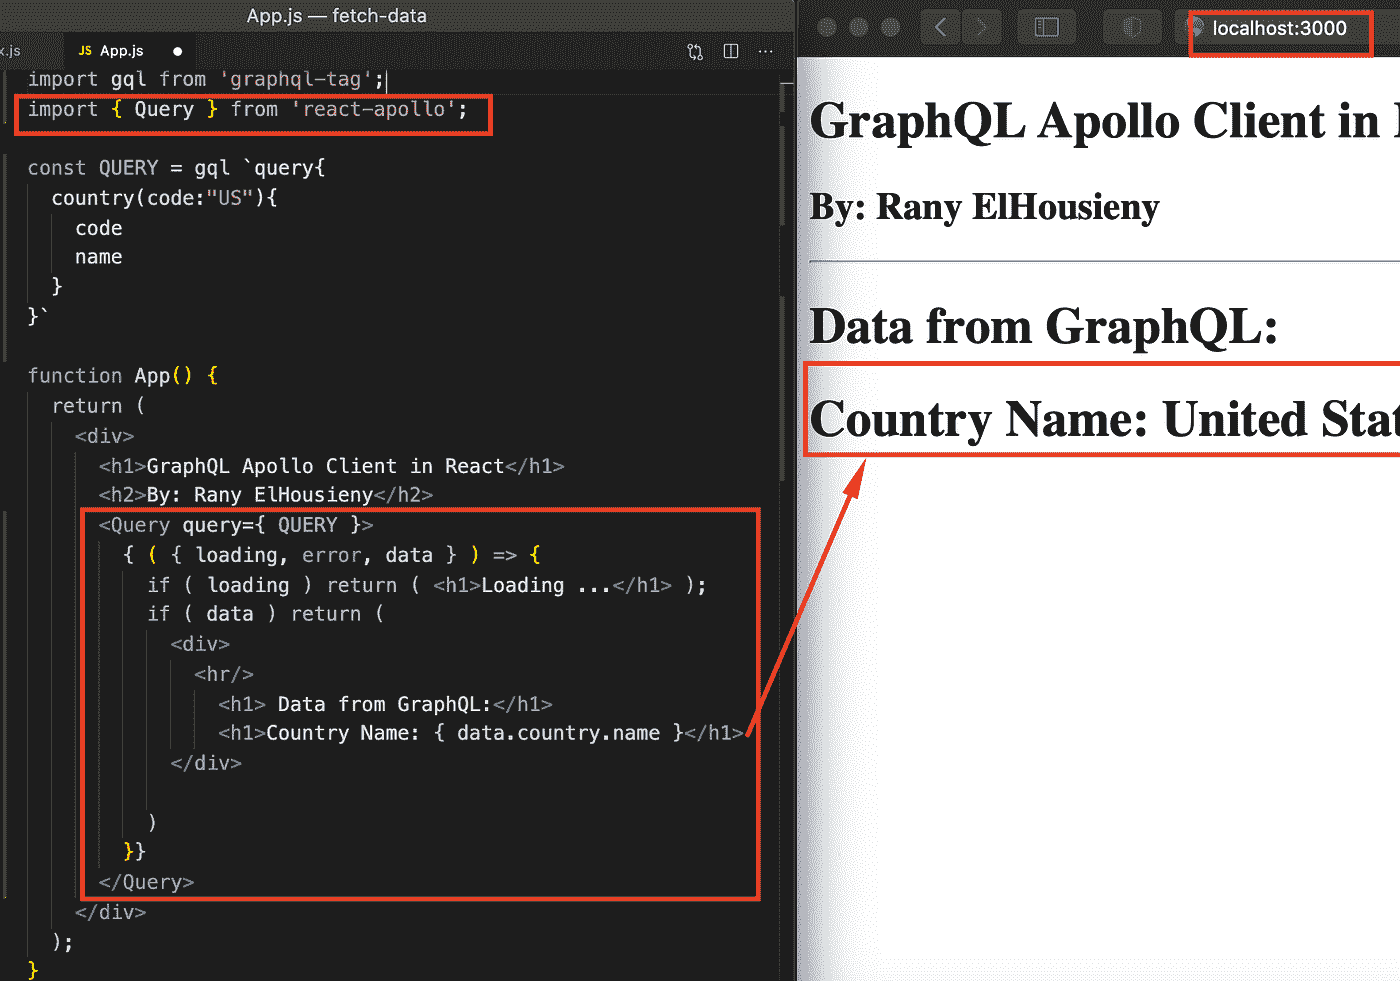 App.js — fetch-data
x.js
JS App.js
import gql from 'graphql-tag';
import { Query } from 'react-apollo';
const QUERY = gql `query{
country(code:"US"){
code
name
}
}`
function App() {
return (
<div>
<h1>GraphQL Apollo Client in React</h1>
<h2>By: Rany ElHousieny</h2>
<Query query={ QUERY }>
{ ( { loading, error, data } ) => {
if ( loading ) return ( <h1>Loading ...</h1> );
if ( data ) return (
<div>
<hr/>
<h1> Data from GraphQL:</h1>
<h1>Country Name: { data.country.name }</h1>
</div>
)
}}
</Query>
</div>
);
}
localhost:3000
GraphQL Apollo Client in
By: Rany ElHousieny
Data from GraphQL:
Country Name: United Stat